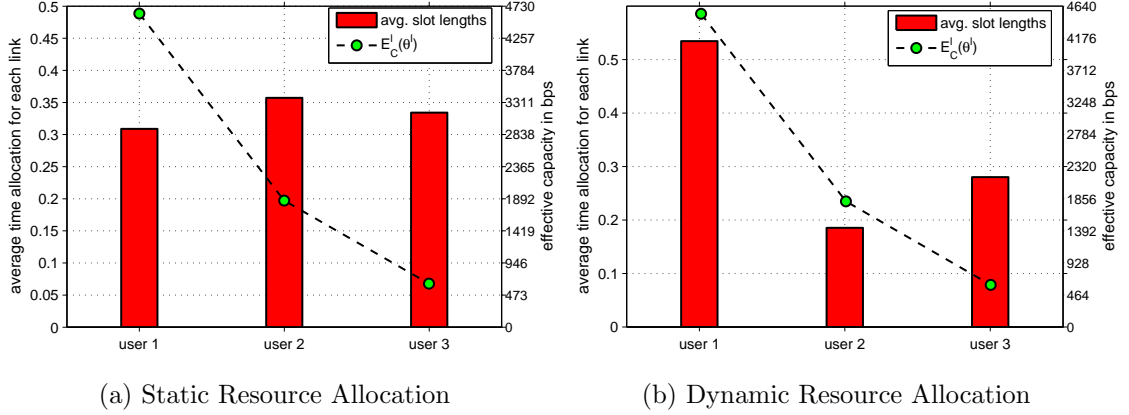 0.5
0.45
0.4
0.35
0.3
0.25
0.2
0.15
0.1
0.05
0
average time allocation for each link
user 1
user 2
user 3
avg. slot lengths
E_C^l(θ^l)
4730
4257
3784
3311
2838
2365
1892
1419
946
473
0
effective capacity in bps
(a) Static Resource Allocation
0.5
0.4
0.3
0.2
0.1
0
average time allocation for each link
user 1
user 2
user 3
avg. slot lengths
E_C^l(θ^l)
4640
4176
3712
3248
2784
2320
1856
1392
928
464
0
effective capacity in bps
(b) Dynamic Resource Allocation